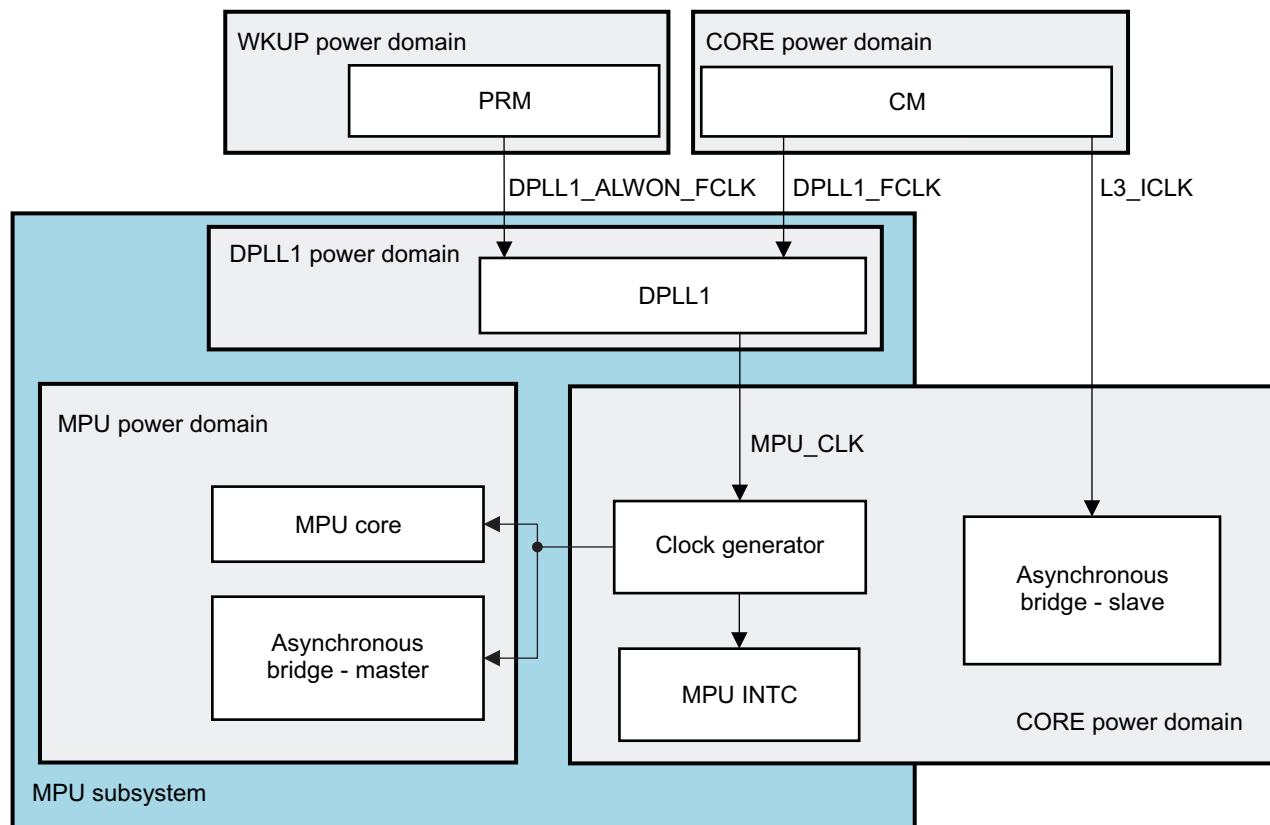 WKUP power domain
CORE power domain
PRM
CM
DPLL1_ALWON_FCLK
DPLL1_FCLK
L3_ICLK
DPLL1 power domain
DPLL1
MPU power domain
MPU_CLK
MPU core
Clock generator
Asynchronous
bridge - slave
Asynchronous
bridge - master
MPU INTC
CORE power domain
MPU subsystem